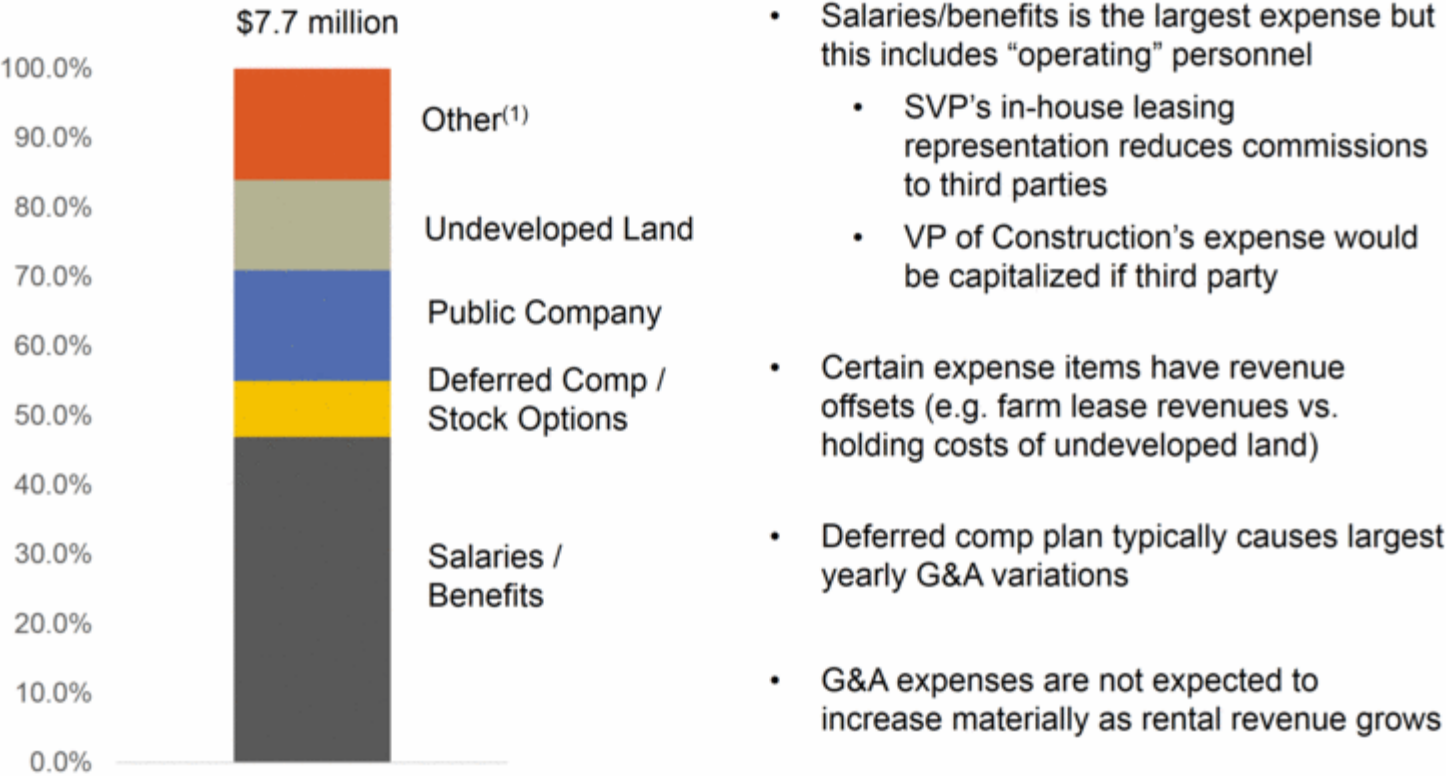 $7.7 million
100.0%
90.0%
80.0%
70.0%
60.0%
50.0%
40.0%
30.0%
20.0%
10.0%
0.0%
Other(1)
Undeveloped Land
Public Company
Deferred Comp /
Stock Options
Salaries /
Benefits
• Salaries/benefits is the largest expense but
this includes “operating” personnel
• SVP’s in-house leasing
representation reduces commissions
to third parties
• VP of Construction’s expense would
be capitalized if third party
• Certain expense items have revenue
offsets (e.g. farm lease revenues vs.
holding costs of undeveloped land)
• Deferred comp plan typically causes largest
yearly G&A variations
• G&A expenses are not expected to
increase materially as rental revenue grows